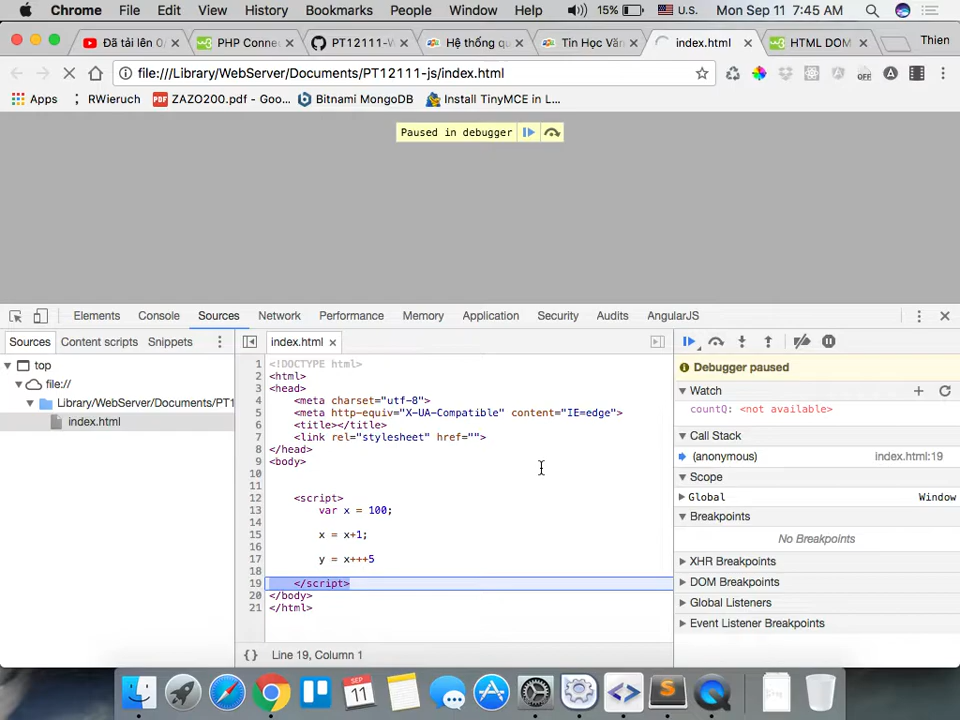 Chrome File Edit View History Bookmarks People Window Help 15% U.S. Mon Sep 11 7:45 AM
Đã tải lên 0/ PHP Conne PT12111-V Hệ thống qu Tin Học Văn index.html HTML DOM Thien
file:///Library/WebServer/Documents/PT12111-js/index.html
Apps RWieruch ZAZO200.pdf - Goo... Bitnami MongoDB Install TinyMCE in L...
Paused in debugger
Elements Console Sources Network Performance Memory Application Security Audits AngularJS
Sources Content scripts Snippets index.html
top
file://
Library/WebServer/Documents/PT1
index.html
1 <!DOCTYPE html>
2 <html>
3 <head>
4 <meta charset="utf-8">
5 <meta http-equiv="X-UA-Compatible" content="IE=edge">
6 <title></title>
7 <link rel="stylesheet" href="">
8 </head>
9 <body>
10
11
12 <script>
13 var x = 100;
14
15 x = x+1;
16
17 y = x+++5
18
19 </script>
20 </body>
21 </html>
{} Line 19, Column 1
Debugger paused
Watch
countQ: <not available>
Call Stack
(anonymous) index.html:19
Scope
Global Window
Breakpoints
No Breakpoints
XHR Breakpoints
DOM Breakpoints
Global Listeners
Event Listener Breakpoints
SEP
11